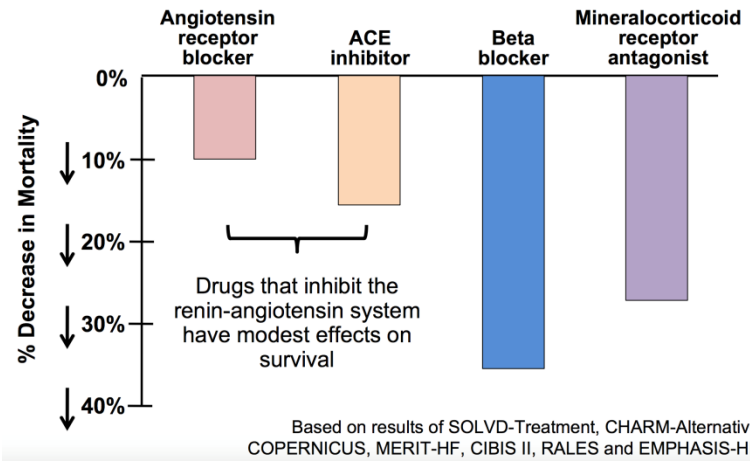 Angiotensin
receptor
blocker
ACE
inhibitor
Beta
blocker
Mineralocorticoid
receptor
antagonist
% Decrease in Mortality
0%
10%
20%
30%
40%
Drugs that inhibit the
renin-angiotensin system
have modest effects on
survival
Based on results of SOLVD-Treatment, CHARM-Alternativ
COPERNICUS, MERIT-HF, CIBIS II, RALES and EMPHASIS-H